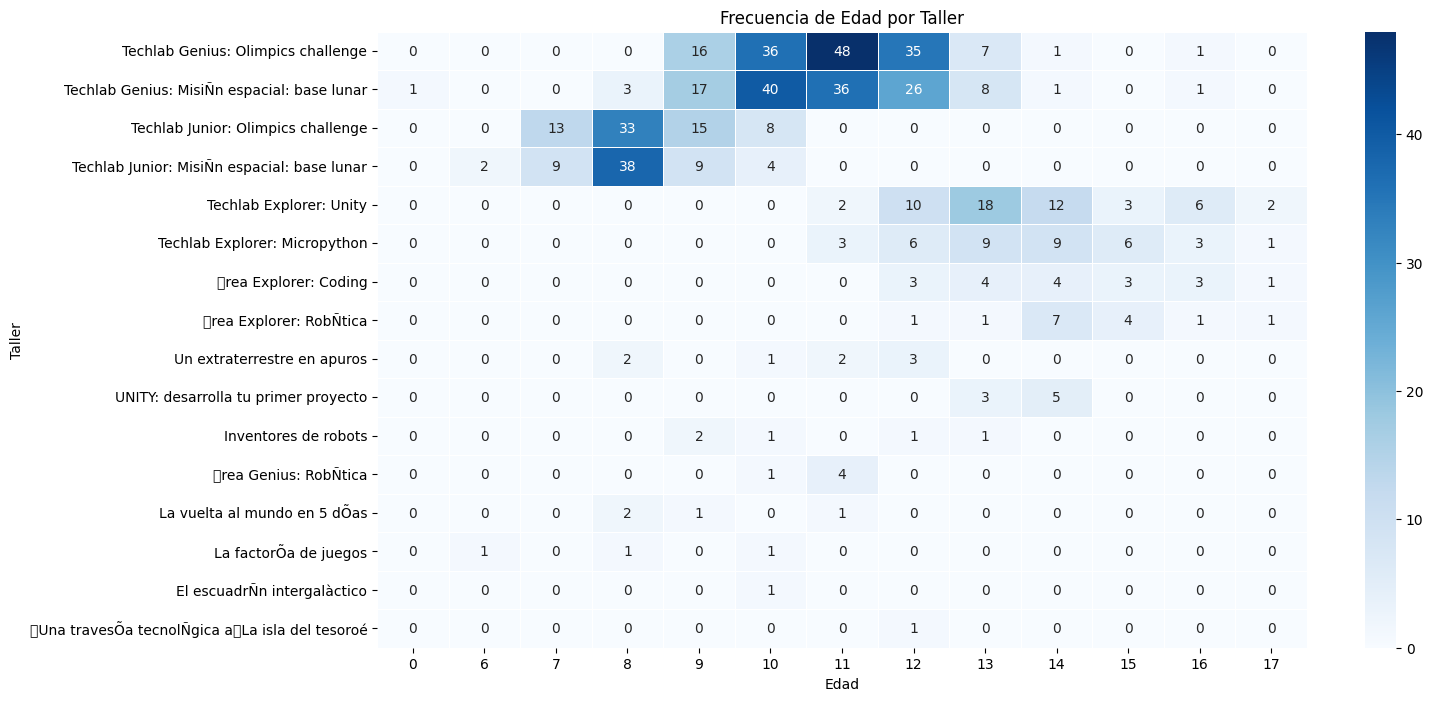 Frecuencia de Edad por Taller
Techlab Genius: Olimpics challenge 0 0 0 0 16 36 48 35 7 1 0 1 0
Techlab Genius: MisiÑn espacial: base lunar 1 0 0 3 17 40 36 26 8 1 0 1 0
Techlab Junior: Olimpics challenge 0 0 13 33 15 8 0 0 0 0 0 0 0
Techlab Junior: MisiÑn espacial: base lunar 0 2 9 38 9 4 0 0 0 0 0 0 0
Techlab Explorer: Unity 0 0 0 0 0 0 2 10 18 12 3 6 2
Techlab Explorer: Micropython 0 0 0 0 0 0 3 6 9 9 6 3 1
▯rea Explorer: Coding 0 0 0 0 0 0 0 3 4 4 3 3 1
▯rea Explorer: RobÑtica 0 0 0 0 0 0 0 1 1 7 4 1 1
Un extraterrestre en apuros 0 0 0 2 0 1 2 3 0 0 0 0 0
UNITY: desarrolla tu primer proyecto 0 0 0 0 0 0 0 0 3 5 0 0 0
Inventores de robots 0 0 0 0 2 1 0 1 1 0 0 0 0
▯rea Genius: RobÑtica 0 0 0 0 0 1 4 0 0 0 0 0 0
La vuelta al mundo en 5 dÕas 0 0 0 2 1 0 1 0 0 0 0 0 0
La factorÕa de juegos 0 1 0 1 0 1 0 0 0 0 0 0 0
El escuadrÑn intergalàctico 0 0 0 0 0 1 0 0 0 0 0 0 0
▯Una travesÕa tecnolÑgica a▯La isla del tesoroé 0 0 0 0 0 0 0 1 0 0 0 0 0
0 6 7 8 9 10 11 12 13 14 15 16 17
Edad
Taller
40
30
20
10
0